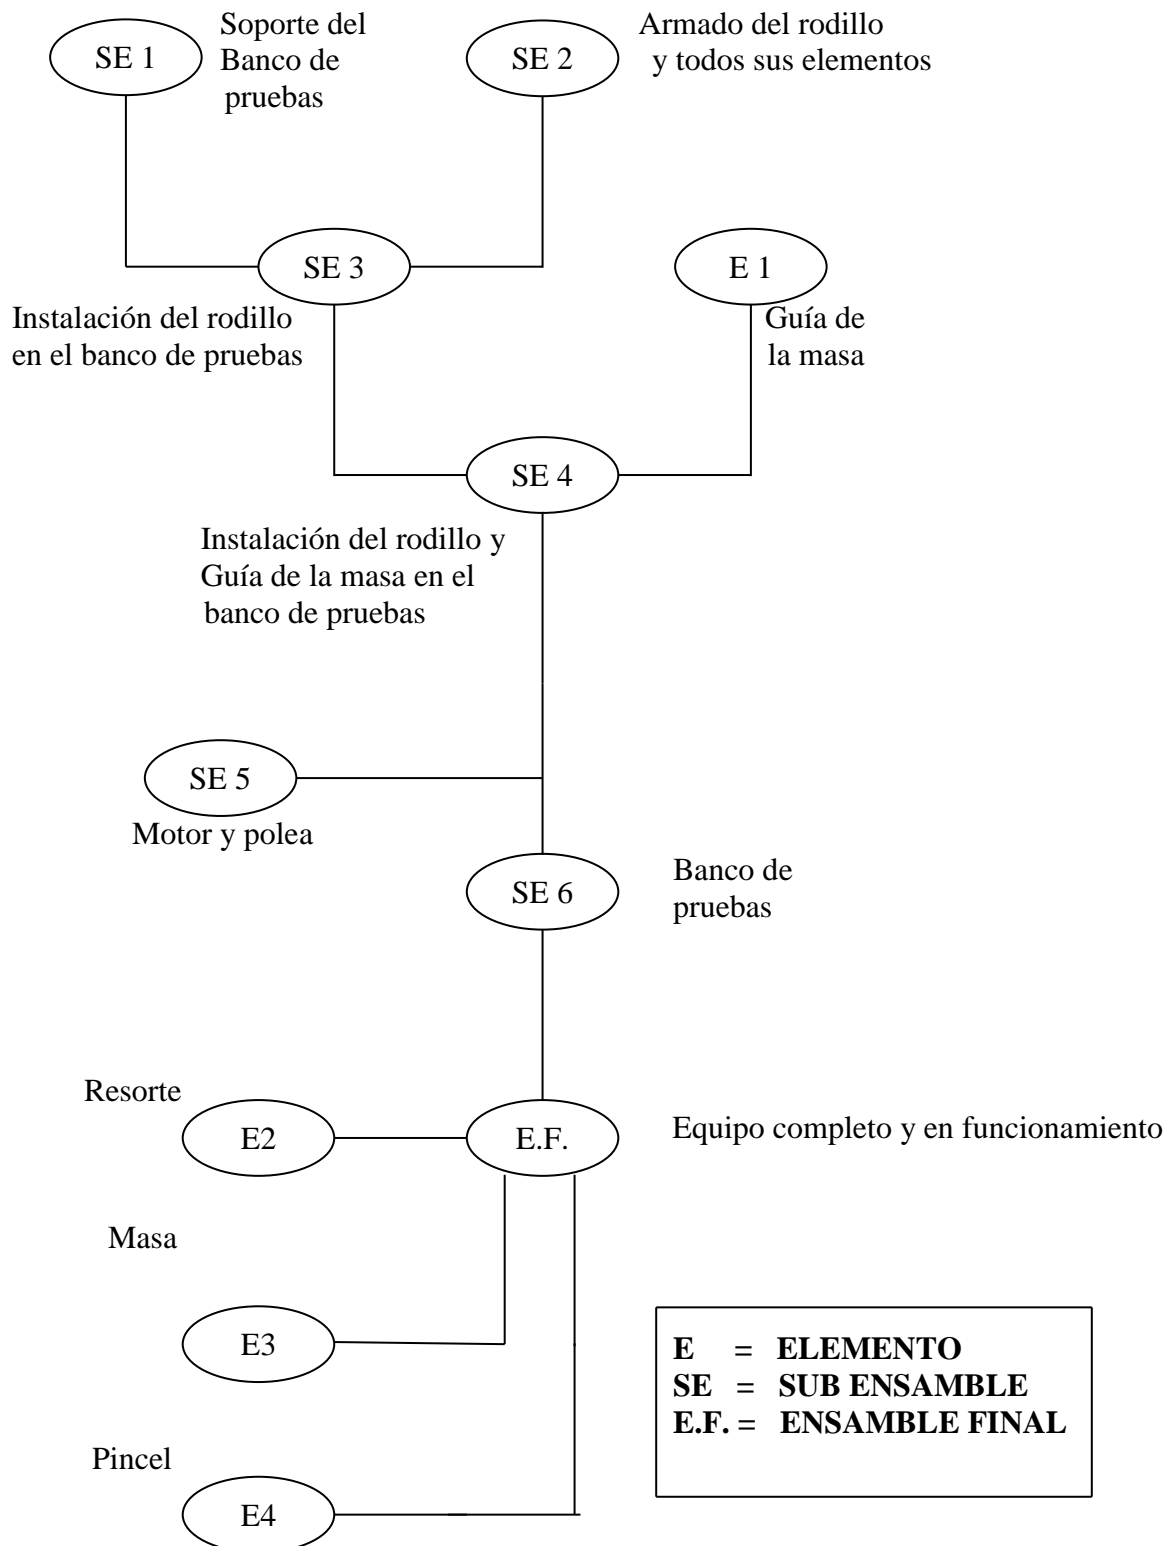 SE 1
Soporte del
Banco de
pruebas
SE 2
Armado del rodillo
y todos sus elementos
SE 3
Instalación del rodillo
en el banco de pruebas
E 1
Guía de
la masa
SE 4
Instalación del rodillo y
Guía de la masa en el
banco de pruebas
SE 5
Motor y polea
SE 6
Banco de
pruebas
Resorte
E2
E.F.
Equipo completo y en funcionamiento
Masa
E3
Pincel
E4
E = ELEMENTO
SE = SUB ENSAMBLE
E.F. = ENSAMBLE FINAL